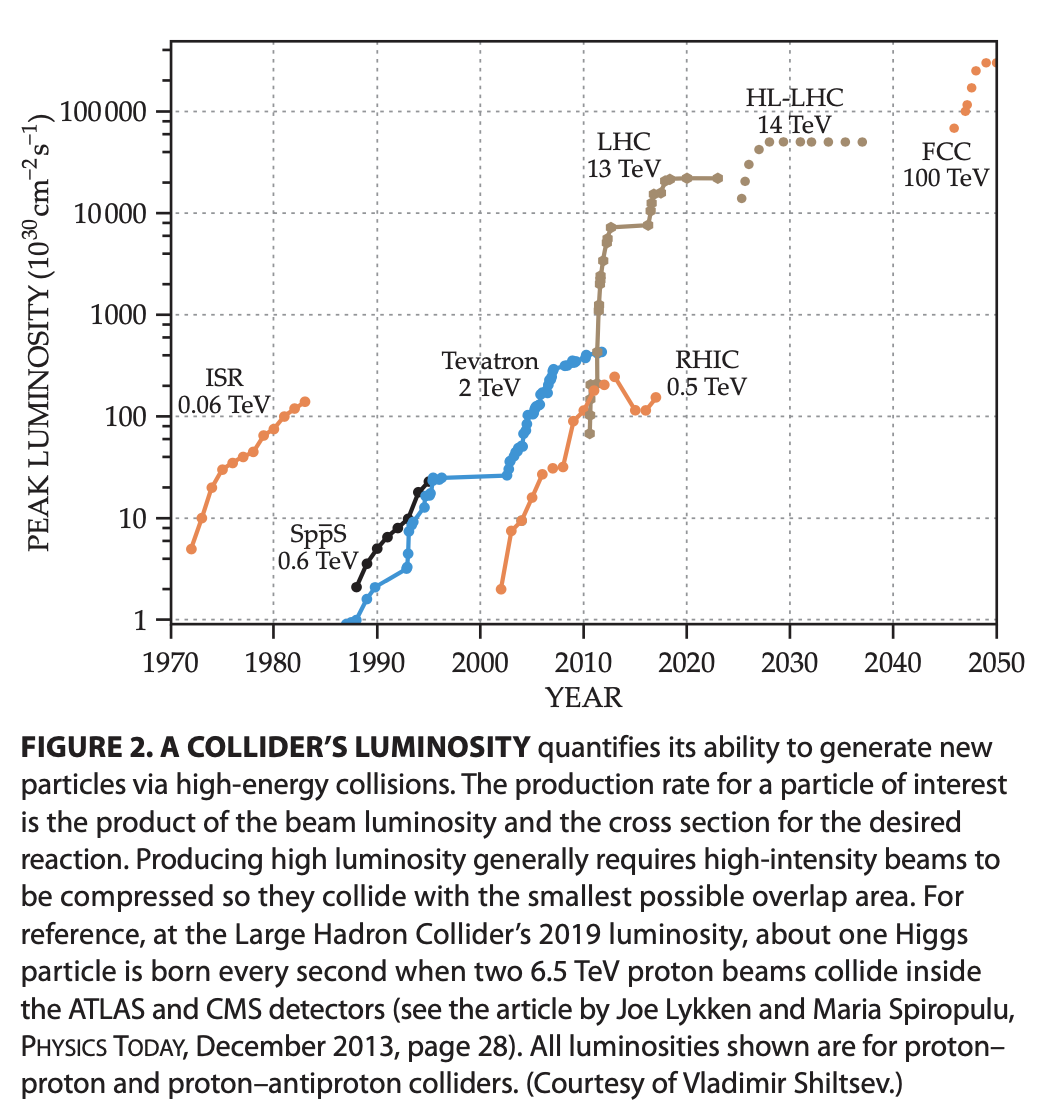 PEAK LUMINOSITY (10³⁰ cm⁻² s⁻¹)
100 000
10 000
1000
100
10
1
ISR
0.06 TeV
Spp̄S
0.6 TeV
Tevatron
2 TeV
LHC
13 TeV
RHIC
0.5 TeV
HL-LHC
14 TeV
FCC
100 TeV
1970 1980 1990 2000 2010 2020 2030 2040 2050
YEAR
FIGURE 2. A COLLIDER’S LUMINOSITY quantifies its ability to generate new
particles via high-energy collisions. The production rate for a particle of interest
is the product of the beam luminosity and the cross section for the desired
reaction. Producing high luminosity generally requires high-intensity beams to
be compressed so they collide with the smallest possible overlap area. For
reference, at the Large Hadron Collider’s 2019 luminosity, about one Higgs
particle is born every second when two 6.5 TeV proton beams collide inside
the ATLAS and CMS detectors (see the article by Joe Lykken and Maria Spiropulu,
PHYSICS TODAY, December 2013, page 28). All luminosities shown are for proton–
proton and proton–antiproton colliders. (Courtesy of Vladimir Shiltsev.)